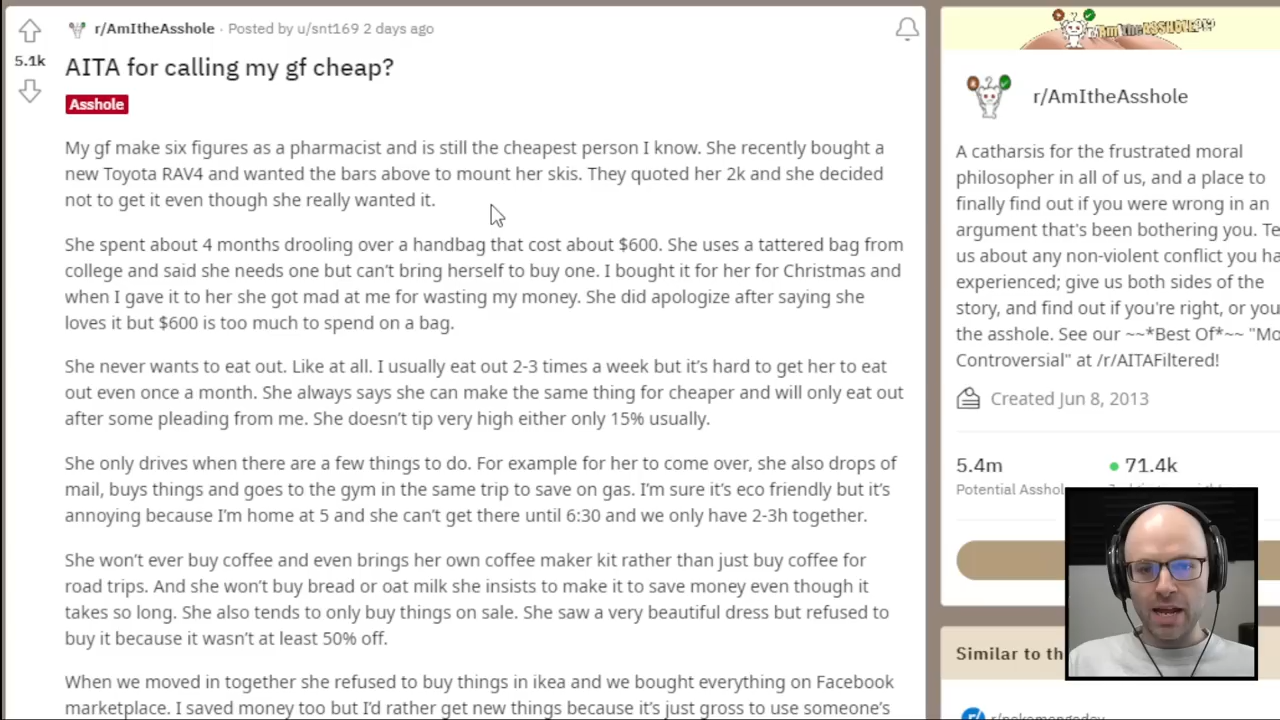 r/AmItheAsshole · Posted by u/snt169 2 days ago
5.1k
AITA for calling my gf cheap?
Asshole
My gf make six figures as a pharmacist and is still the cheapest person I know. She recently bought a
new Toyota RAV4 and wanted the bars above to mount her skis. They quoted her 2k and she decided
not to get it even though she really wanted it.
She spent about 4 months drooling over a handbag that cost about $600. She uses a tattered bag from
college and said she needs one but can't bring herself to buy one. I bought it for her for Christmas and
when I gave it to her she got mad at me for wasting my money. She did apologize after saying she
loves it but $600 is too much to spend on a bag.
She never wants to eat out. Like at all. I usually eat out 2-3 times a week but it's hard to get her to eat
out even once a month. She always says she can make the same thing for cheaper and will only eat out
after some pleading from me. She doesn't tip very high either only 15% usually.
She only drives when there are a few things to do. For example for her to come over, she also drops of
mail, buys things and goes to the gym in the same trip to save on gas. I'm sure it's eco friendly but it's
annoying because I'm home at 5 and she can't get there until 6:30 and we only have 2-3h together.
She won't ever buy coffee and even brings her own coffee maker kit rather than just buy coffee for
road trips. And she won't buy bread or oat milk she insists to make it to save money even though it
takes so long. She also tends to only buy things on sale. She saw a very beautiful dress but refused to
buy it because it wasn't at least 50% off.
When we moved in together she refused to buy things in ikea and we bought everything on Facebook
marketplace. I saved money too but I'd rather get new things because it's just gross to use someone's
r/AmItheASSHOLE
r/AmItheAsshole
A catharsis for the frustrated moral
philosopher in all of us, and a place to
finally find out if you were wrong in an
argument that's been bothering you. Te
us about any non-violent conflict you ha
experienced; give us both sides of the
story, and find out if you're right, or you
the asshole. See our ~~*Best Of*~~ "Mo
Controversial" at /r/AITAFiltered!
Created Jun 8, 2013
5.4m
71.4k
Potential Asshol
Similar to th
r/pokemongodev